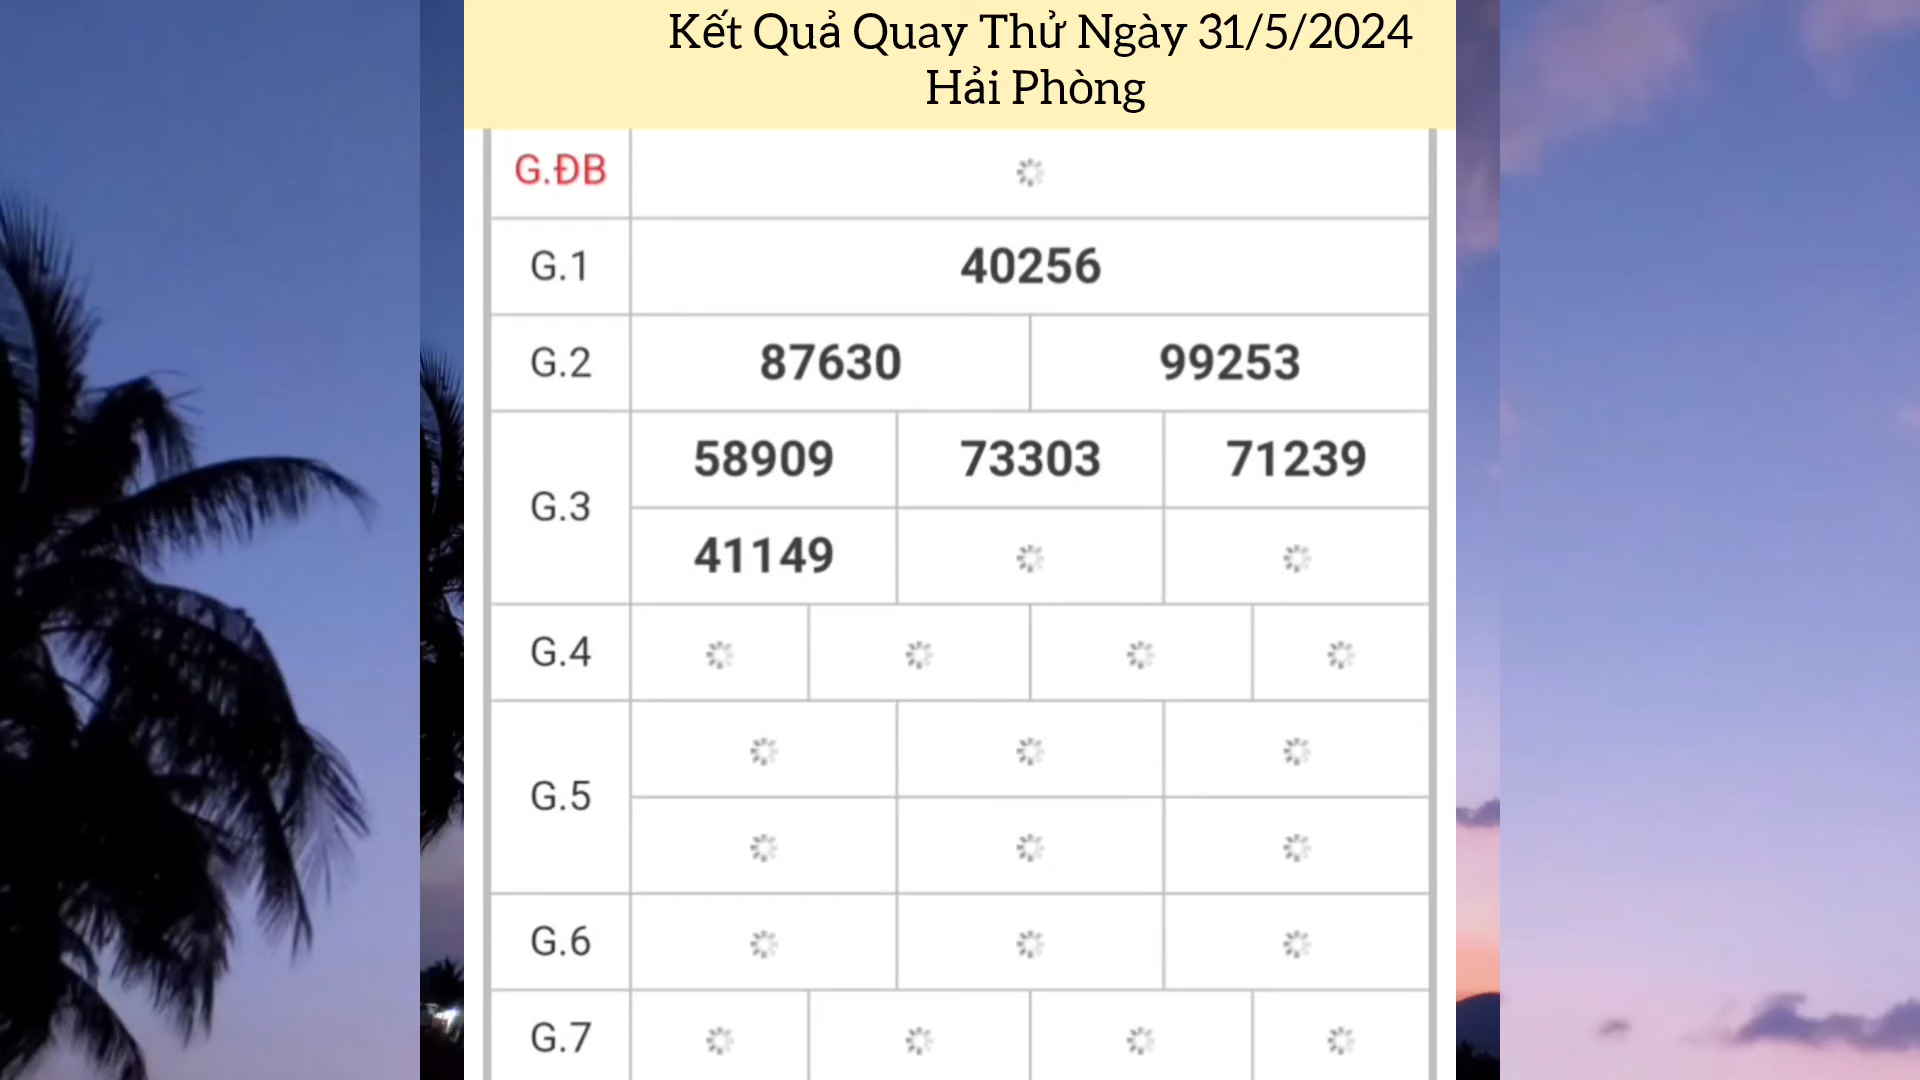 Kết Quả Quay Thử Ngày 31/5/2024
Hải Phòng
G.ĐB
G.1 40256
G.2 87630 99253
G.3 58909 73303 71239
41149
G.4
G.5
G.6
G.7